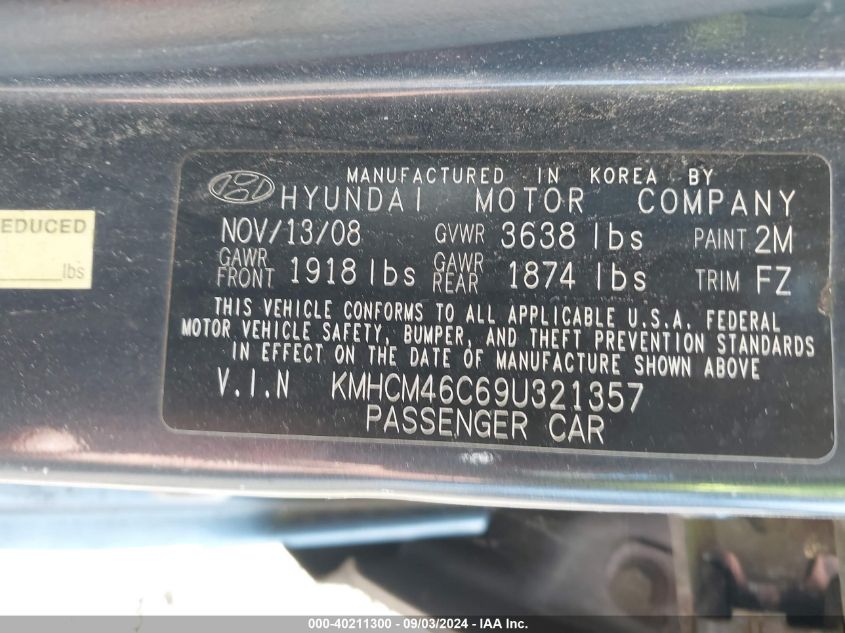 MANUFACTURED IN KOREA BY
HYUNDAI MOTOR COMPANY
NOV/13/08 GVWR 3638 lbs PAINT 2M
GAWR FRONT 1918 lbs GAWR REAR 1874 lbs TRIM FZ
THIS VEHICLE CONFORMS TO ALL APPLICABLE U.S.A. FEDERAL
MOTOR VEHICLE SAFETY, BUMPER, AND THEFT PREVENTION STANDARDS
IN EFFECT ON THE DATE OF MANUFACTURE SHOWN ABOVE
V.I.N KMHCM46C69U321357
PASSENGER CAR
EDUCED
lbs
000-40211300 - 09/03/2024 - IAA Inc.